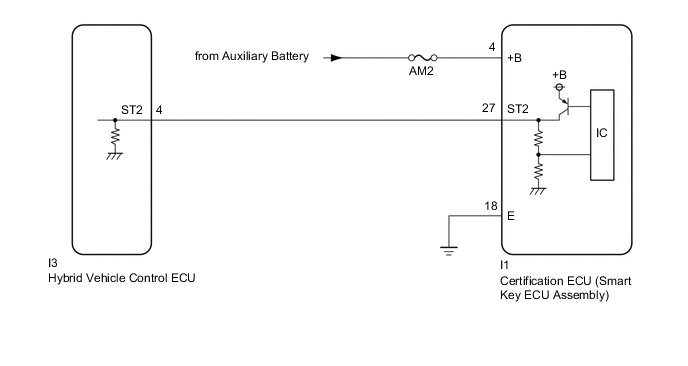 from Auxiliary Battery
AM2
4
+B
+B
ST2
4
27
ST2
IC
18
E
I3
Hybrid Vehicle Control ECU
I1
Certification ECU (Smart
Key ECU Assembly)